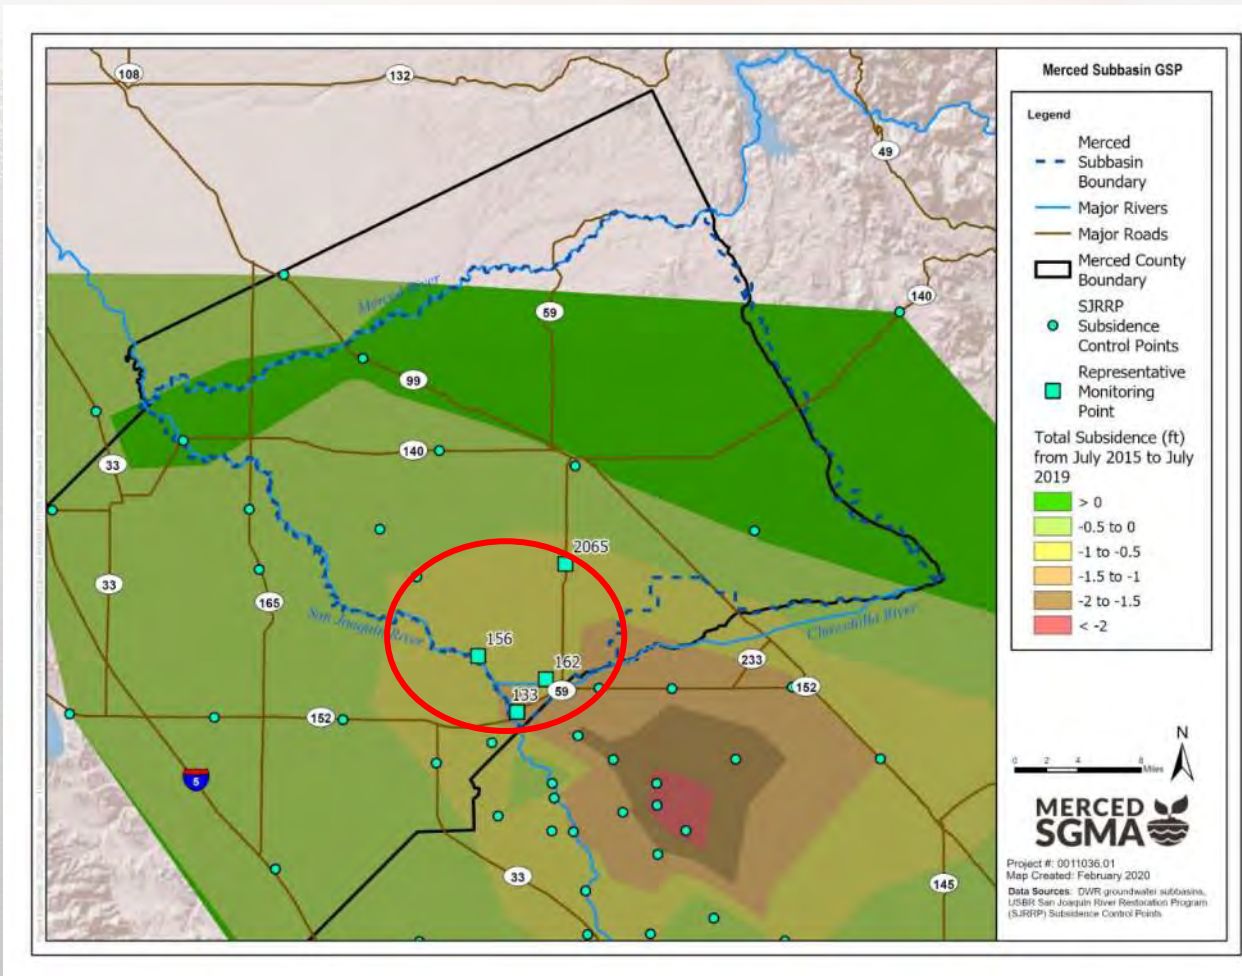 108
132
49
Merced River
59
140
99
140
33
33
165
2065
San Joaquin River
156
162
133
59
Chowchilla River
233
152
152
5
33
145
Merced Subbasin GSP
Legend
Merced
Subbasin
Boundary
Major Rivers
Major Roads
Merced County
Boundary
SJRRP
Subsidence
Control Points
Representative
Monitoring
Point
Total Subsidence (ft)
from July 2015 to July
2019
> 0
-0.5 to 0
-1 to -0.5
-1.5 to -1
-2 to -1.5
< -2
N
0 2 4 8 Miles
MERCED
SGMA
Project #: 0011036.01
Map Created: February 2020
Data Sources: DWR groundwater subbasins,
USBR San Joaquin River Restoration Program
(SJRRP) Subsidence Control Points